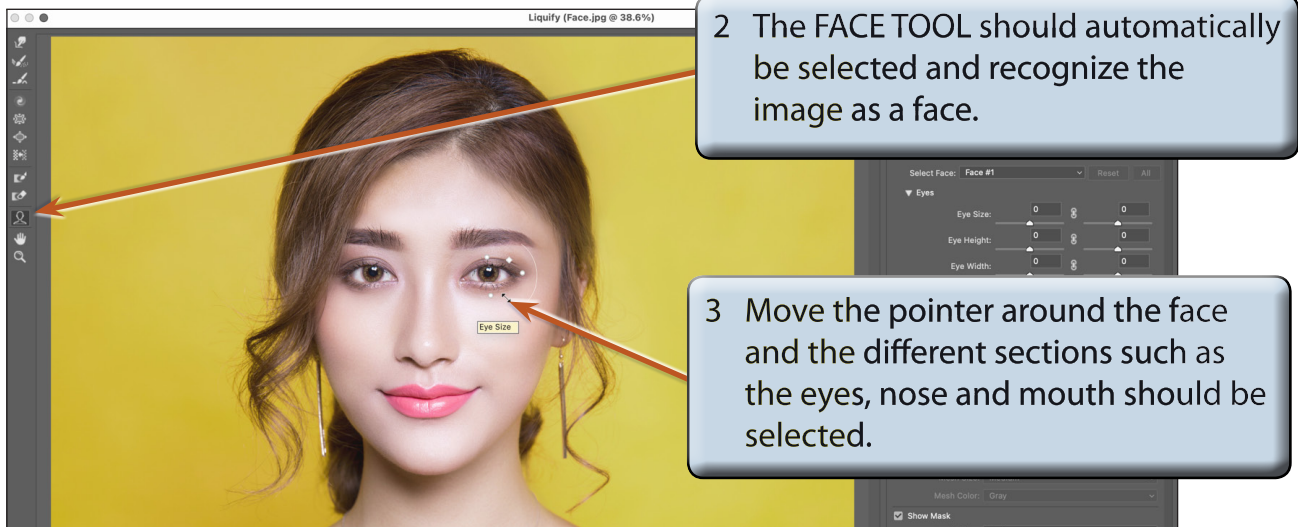 Liquify (Face.jpg @ 38.6%)
2 The FACE TOOL should automatically
be selected and recognize the
image as a face.
Select Face: Face #1 Reset All
Eyes
Eye Size: 0 0
Eye Height: 0 0
Eye Width: 0 0
Eye Size
3 Move the pointer around the face
and the different sections such as
the eyes, nose and mouth should be
selected.
Mesh Color: Gray
Show Mask